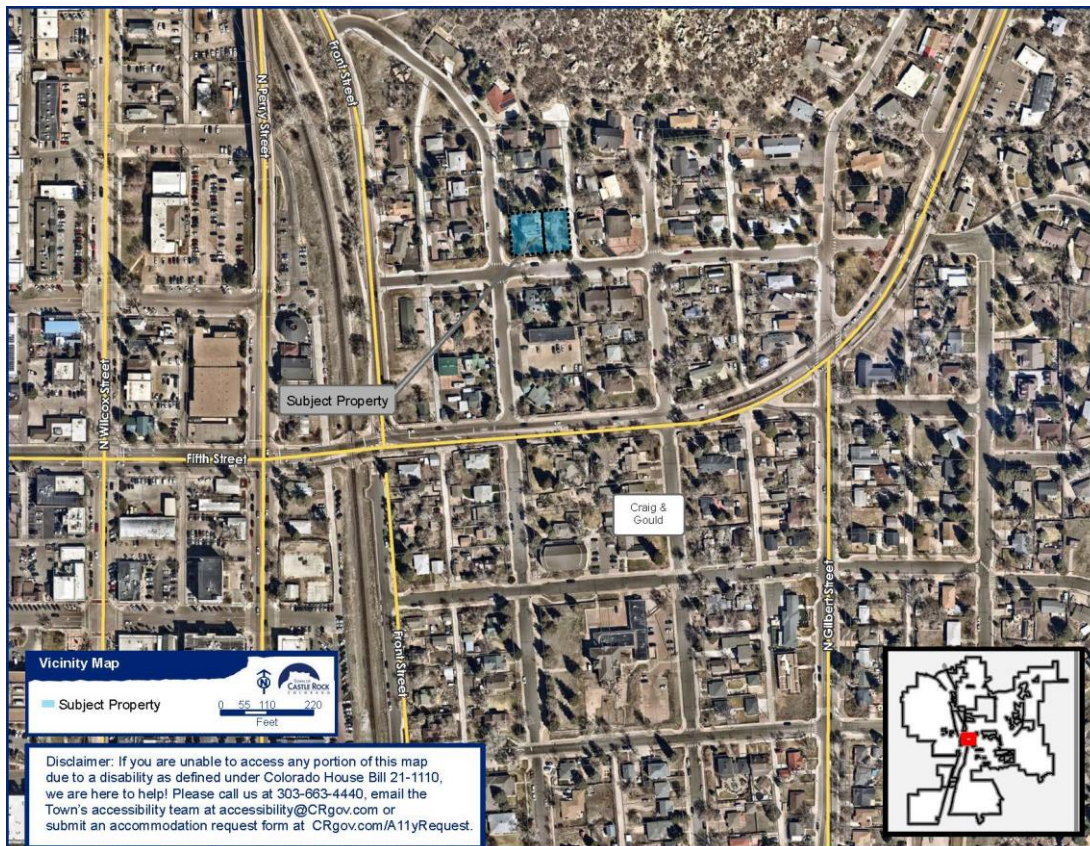 Front Street
N Perry Street
N Wilcox Street
Subject Property
Fifth Street
Craig &
Gould
N Gilbert Street
Front Street
Vicinity Map
Subject Property
N
Town of
CASTLE ROCK
COLORADO
0 55 110 220
Feet
Disclaimer: If you are unable to access any portion of this map
due to a disability as defined under Colorado House Bill 21-1110,
we are here to help! Please call us at 303-663-4440, email the
Town's accessibility team at accessibility@CRgov.com or
submit an accommodation request form at CRgov.com/A11yRequest.